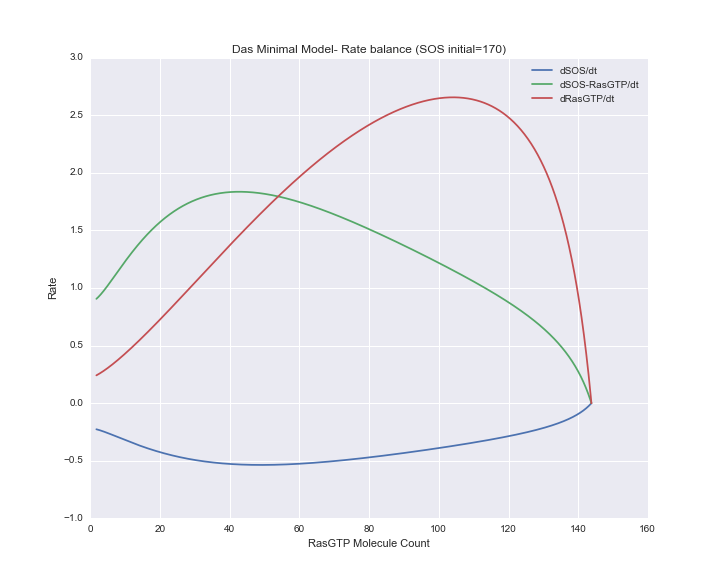 Das Minimal Model- Rate balance (SOS initial=170)
3.0
2.5
2.0
1.5
1.0
0.5
0.0
−0.5
−1.0
Rate
dSOS/dt
dSOS-RasGTP/dt
dRasGTP/dt
0 20 40 60 80 100 120 140 160
RasGTP Molecule Count